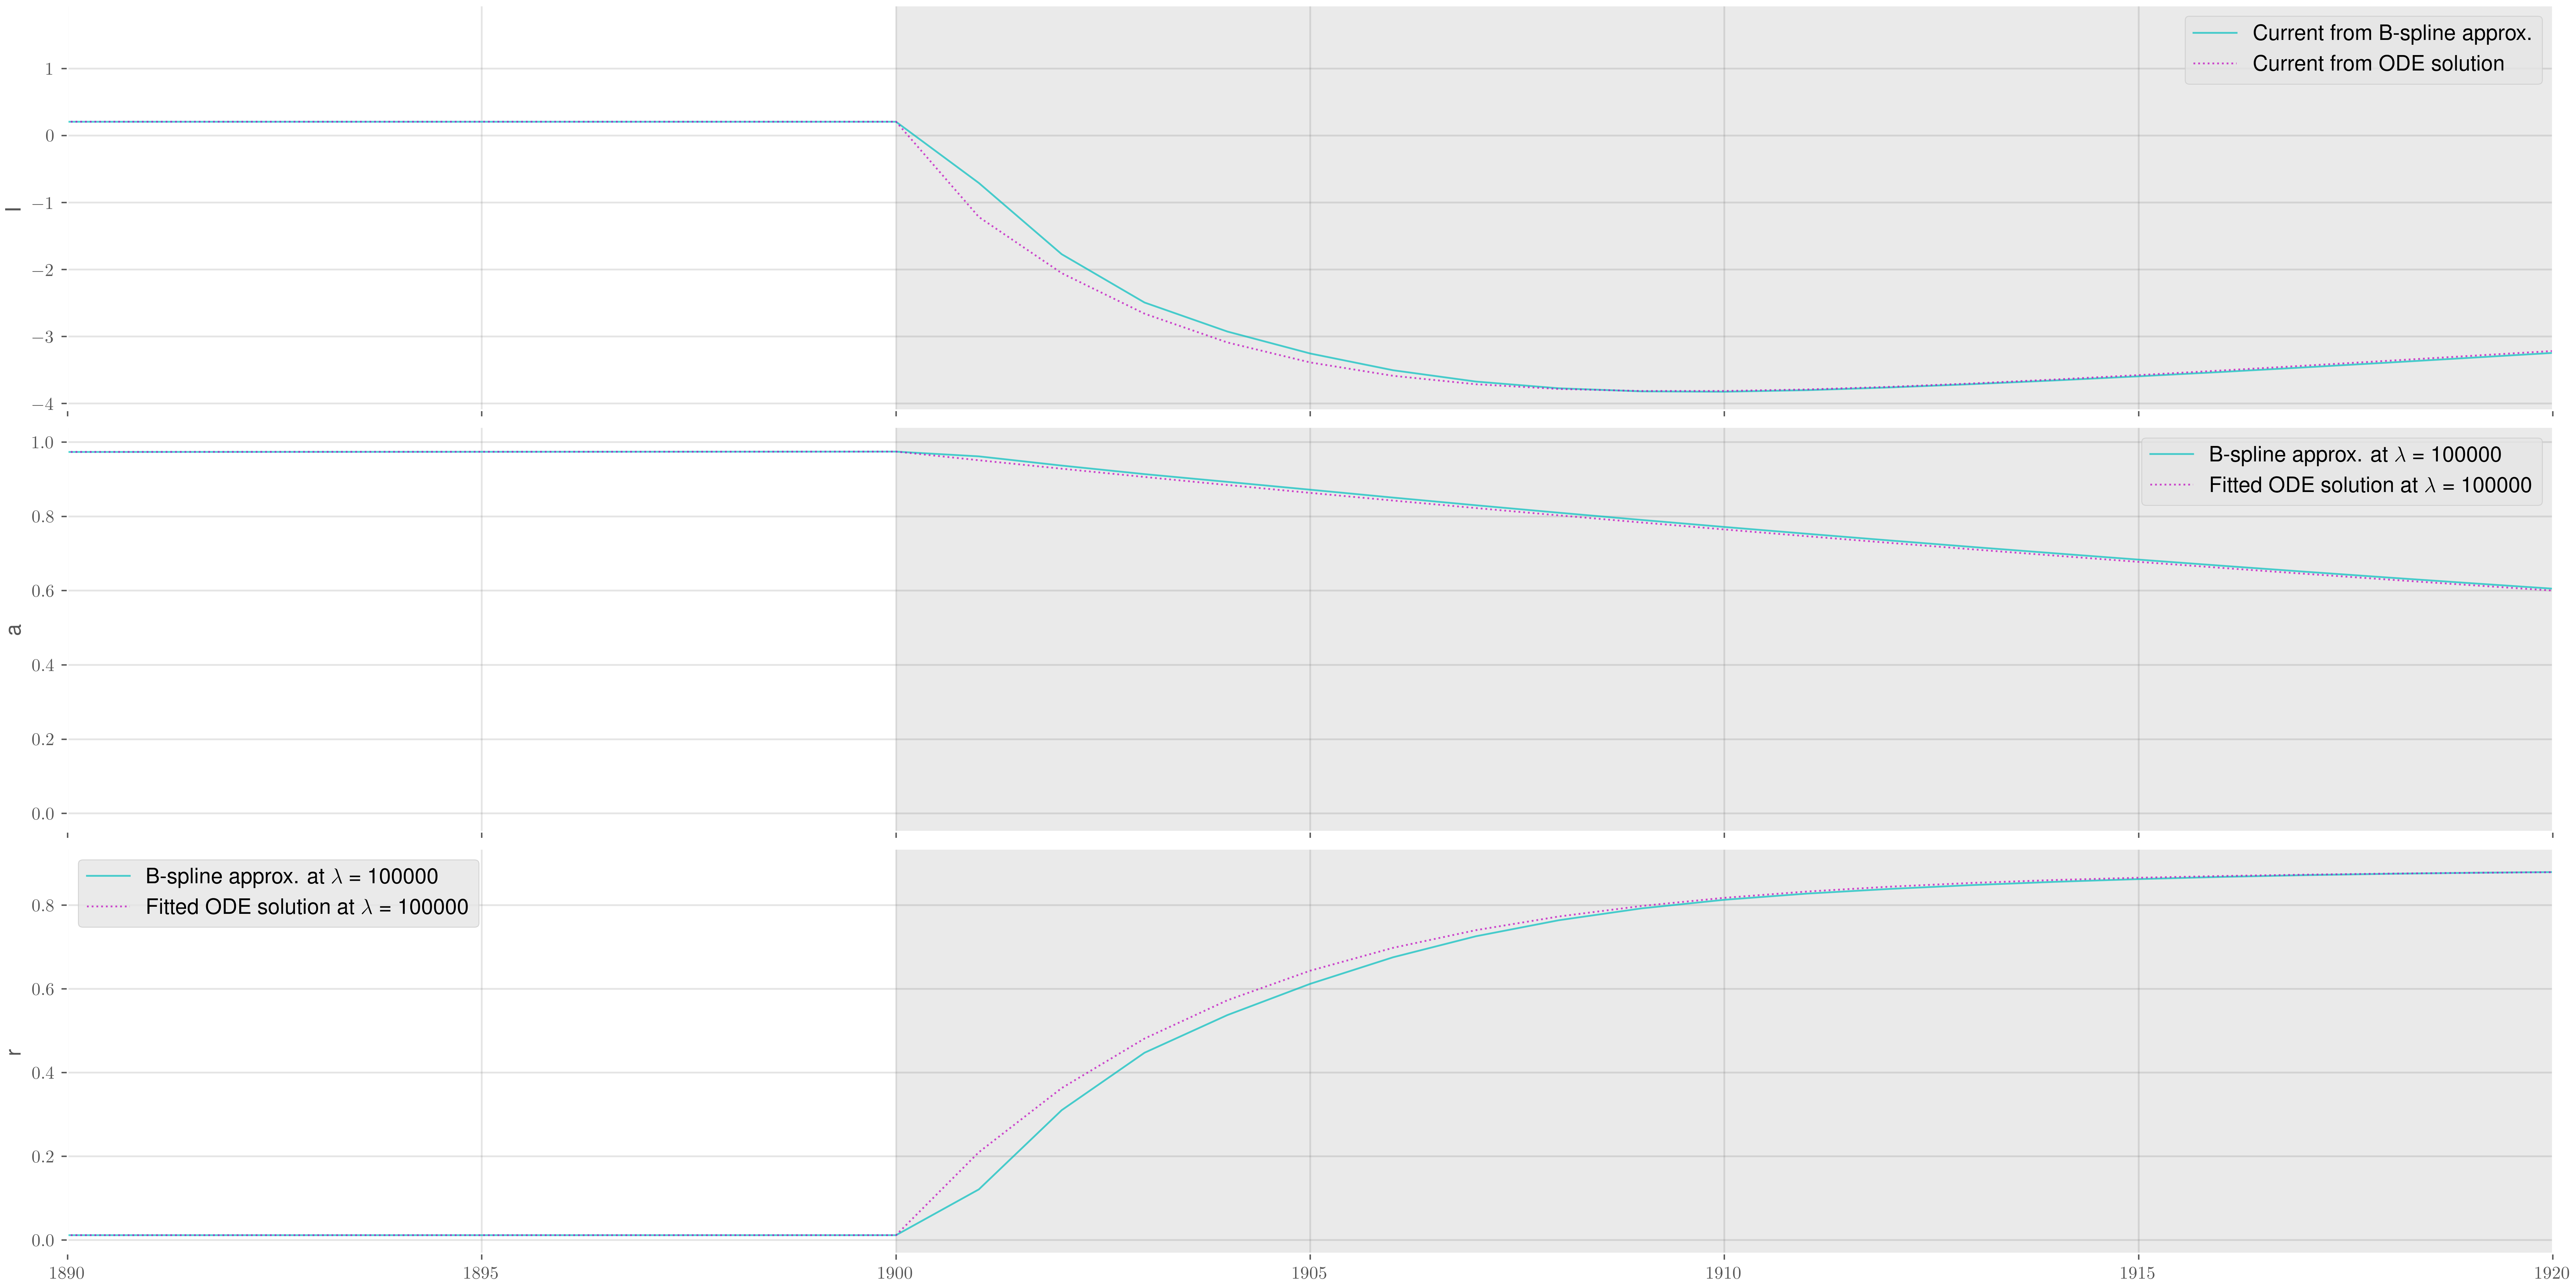 Current from B-spline approx.
Current from ODE solution
1
0
−1
−2
−3
−4
I
B-spline approx. at λ = 100000
Fitted ODE solution at λ = 100000
1.0
0.8
0.6
0.4
0.2
0.0
a
B-spline approx. at λ = 100000
Fitted ODE solution at λ = 100000
0.8
0.6
0.4
0.2
0.0
r
1890 1895 1900 1905 1910 1915 1920